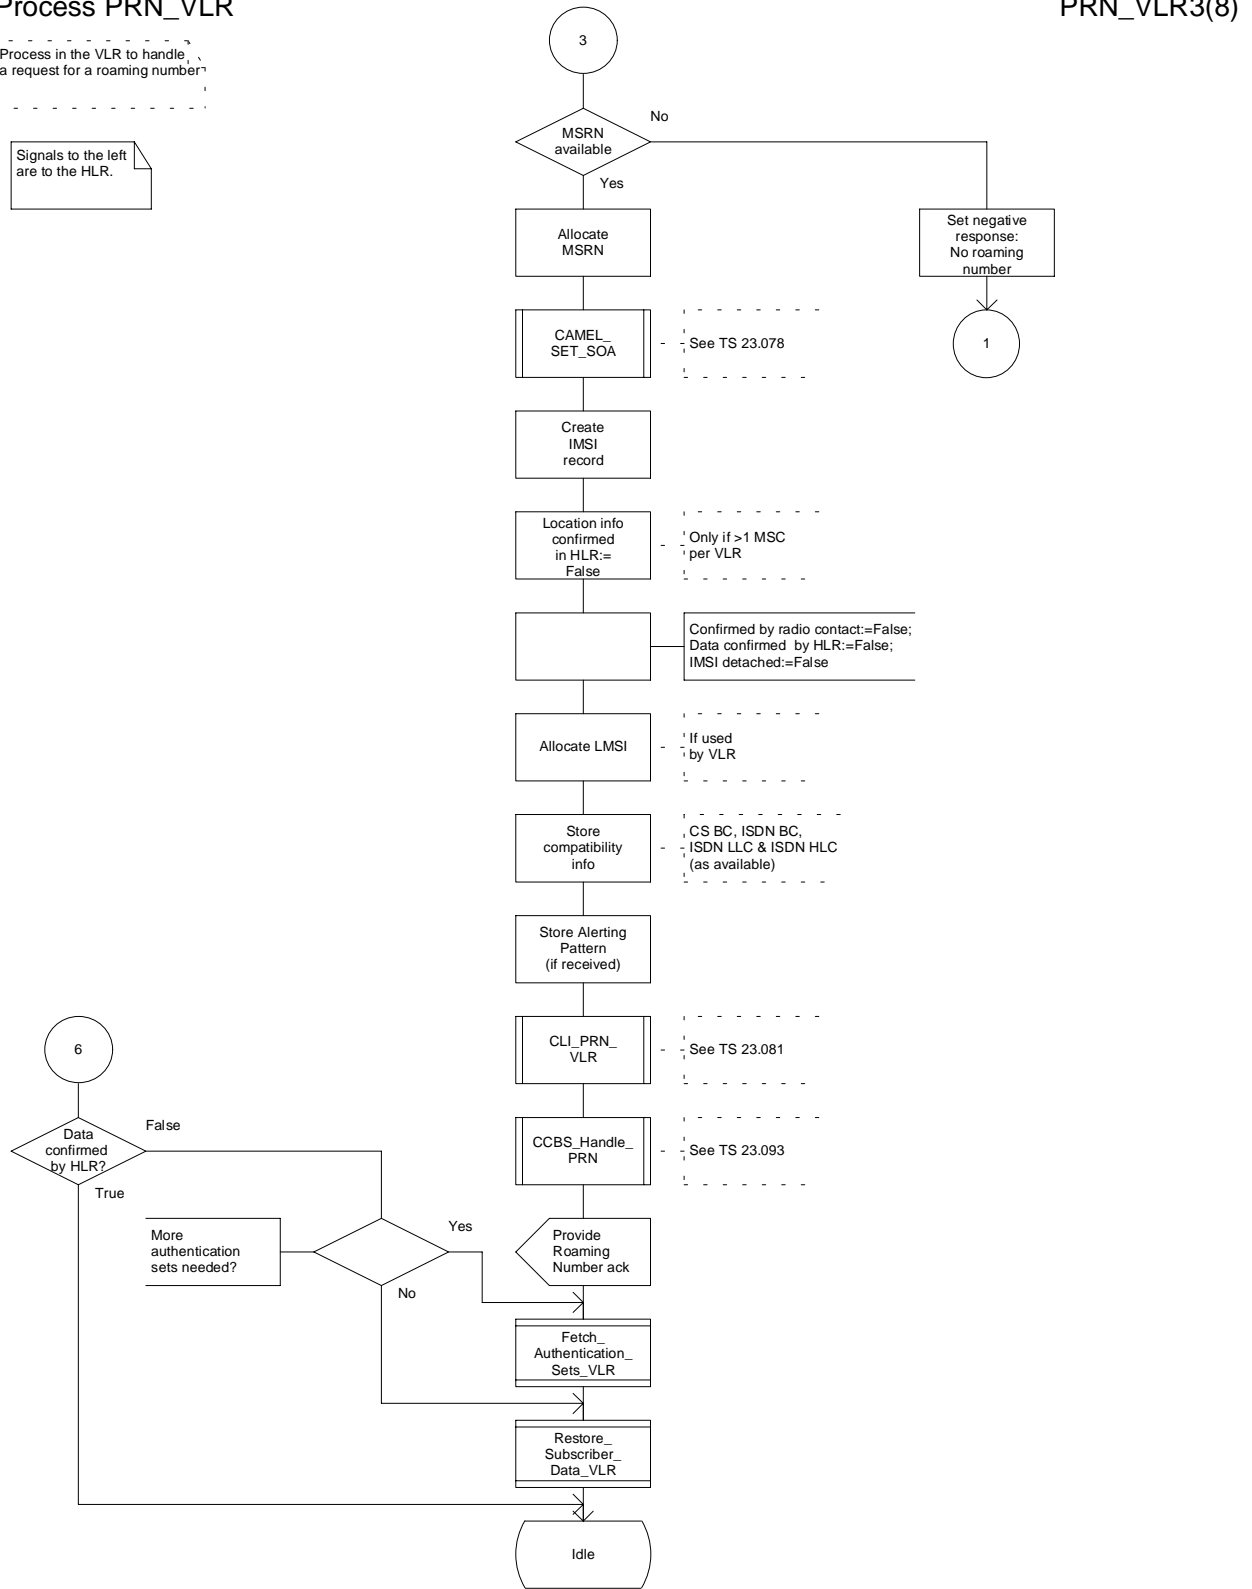 Process PRN_VLR
PRN_VLR3(8)
Process in the VLR to handle
a request for a roaming number
Signals to the left
are to the HLR.
3
MSRN
available
No
Yes
Allocate
MSRN
Set negative
response:
No roaming
number
1
CAMEL_
SET_SOA
See TS 23.078
Create
IMSI
record
Location info
confirmed
in HLR:=
False
Only if >1 MSC
per VLR
Confirmed by radio contact:=False;
Data confirmed by HLR:=False;
IMSI detached:=False
Allocate LMSI
If used
by VLR
Store
compatibility
info
CS BC, ISDN BC,
ISDN LLC & ISDN HLC
(as available)
Store Alerting
Pattern
(if received)
CLI_PRN_
VLR
See TS 23.081
CCBS_Handle_
PRN
See TS 23.093
6
Data
confirmed
by HLR?
False
True
More
authentication
sets needed?
Yes
No
Provide
Roaming
Number ack
Fetch_
Authentication_
Sets_VLR
Restore_
Subscriber_
Data_VLR
Idle